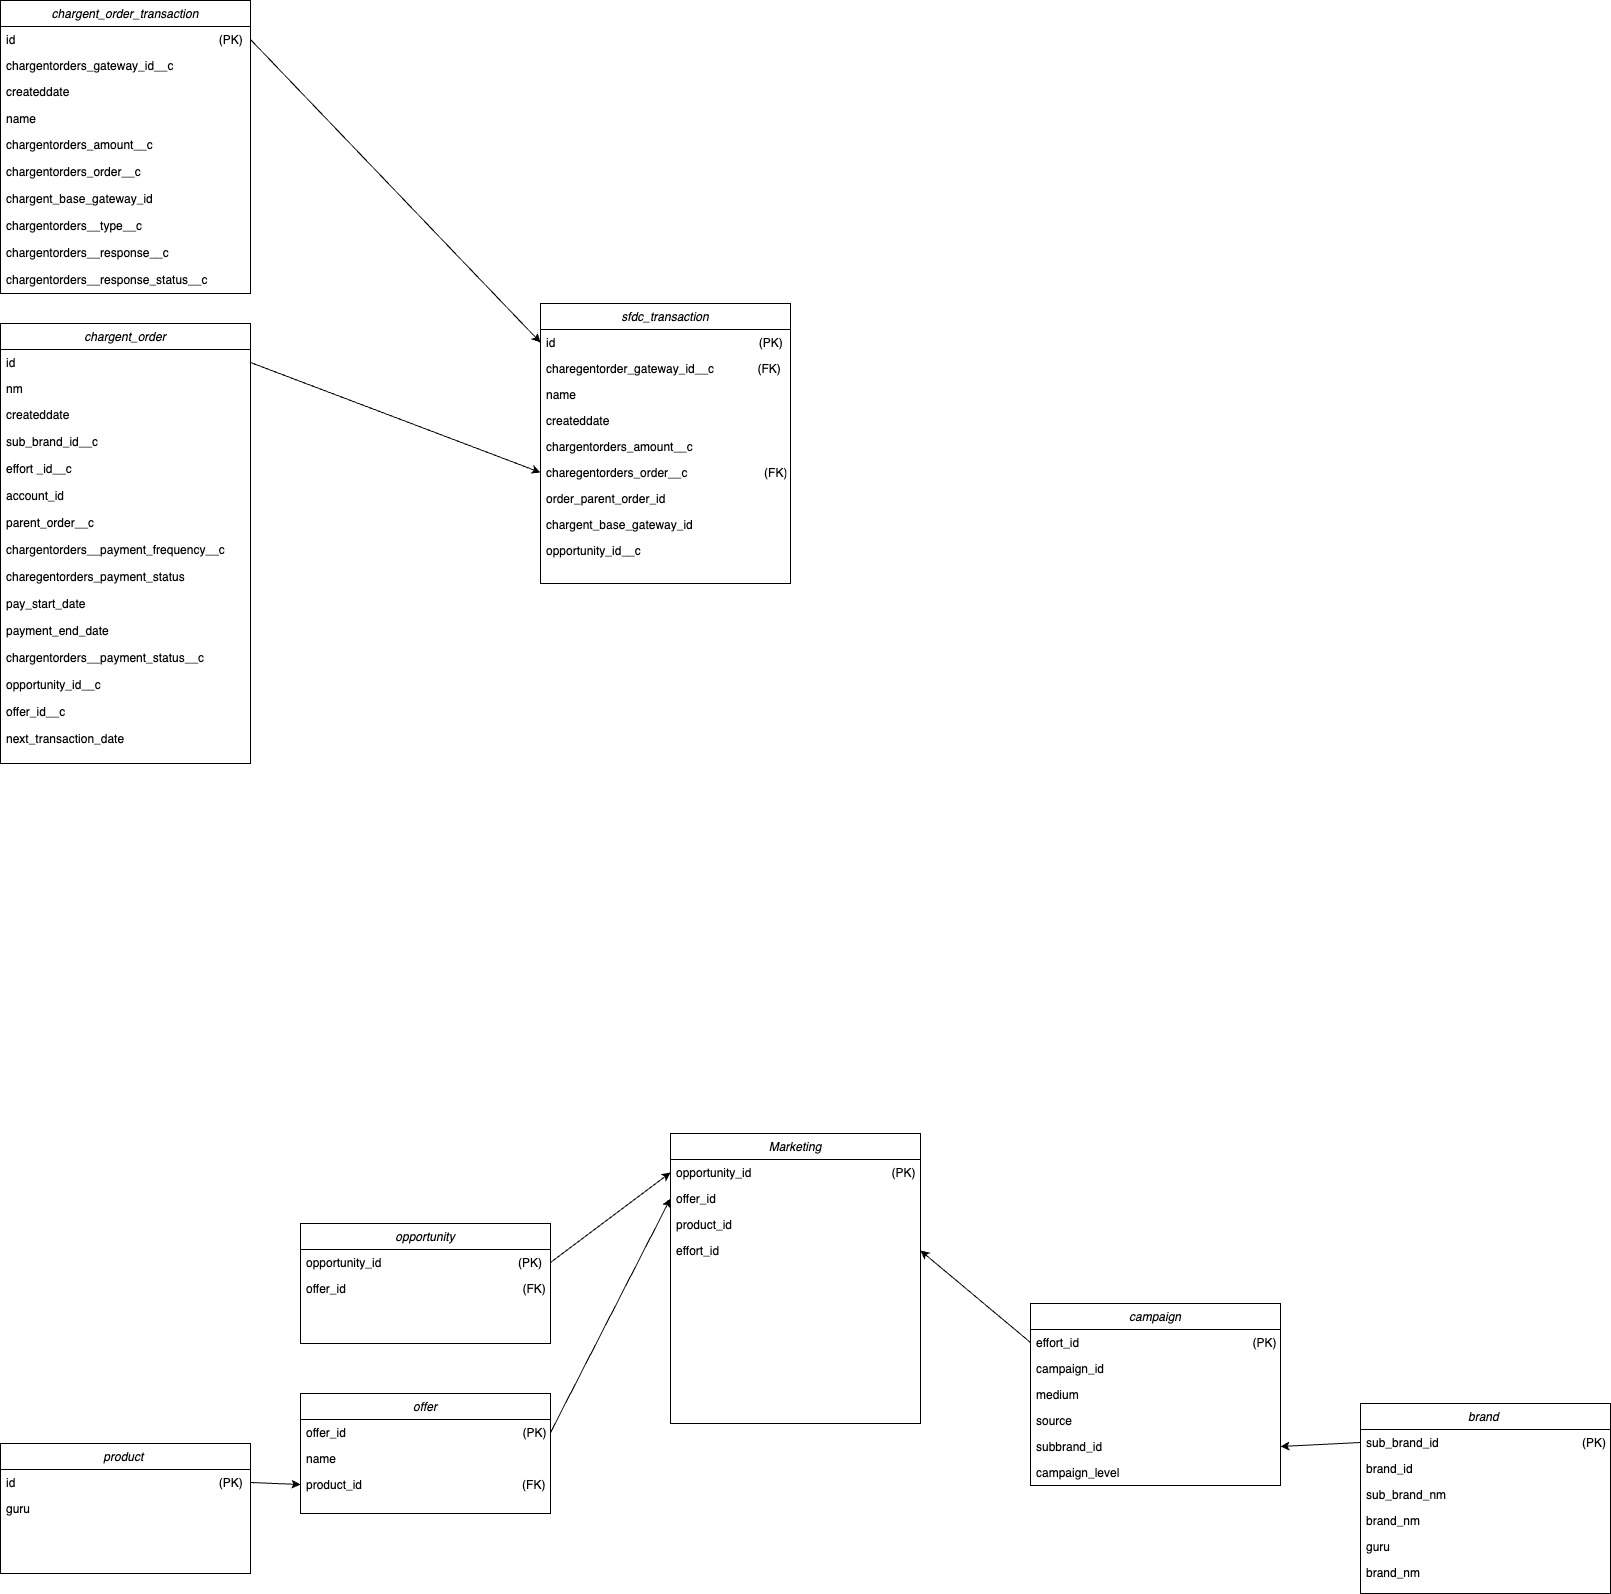 chargent_order_transaction
id (PK)
chargentorders_gateway_id__c
createddate
name
chargentorders_amount__c
chargentorders_order__c
chargent_base_gateway_id
chargentorders__type__c
chargentorders__response__c
chargentorders__response_status__c
chargent_order
id
nm
createddate
sub_brand_id__c
effort _id__c
account_id
parent_order__c
chargentorders__payment_frequency__c
charegentorders_payment_status
pay_start_date
payment_end_date
chargentorders__payment_status__c
opportunity_id__c
offer_id__c
next_transaction_date
sfdc_transaction
id (PK)
charegentorder_gateway_id__c (FK)
name
createddate
chargentorders_amount__c
charegentorders_order__c (FK)
order_parent_order_id
chargent_base_gateway_id
opportunity_id__c
Marketing
opportunity_id (PK)
offer_id
product_id
effort_id
opportunity
opportunity_id (PK)
offer_id (FK)
offer
offer_id (PK)
name
product_id (FK)
product
id (PK)
guru
campaign
effort_id (PK)
campaign_id
medium
source
subbrand_id
campaign_level
brand
sub_brand_id (PK)
brand_id
sub_brand_nm
brand_nm
guru
brand_nm